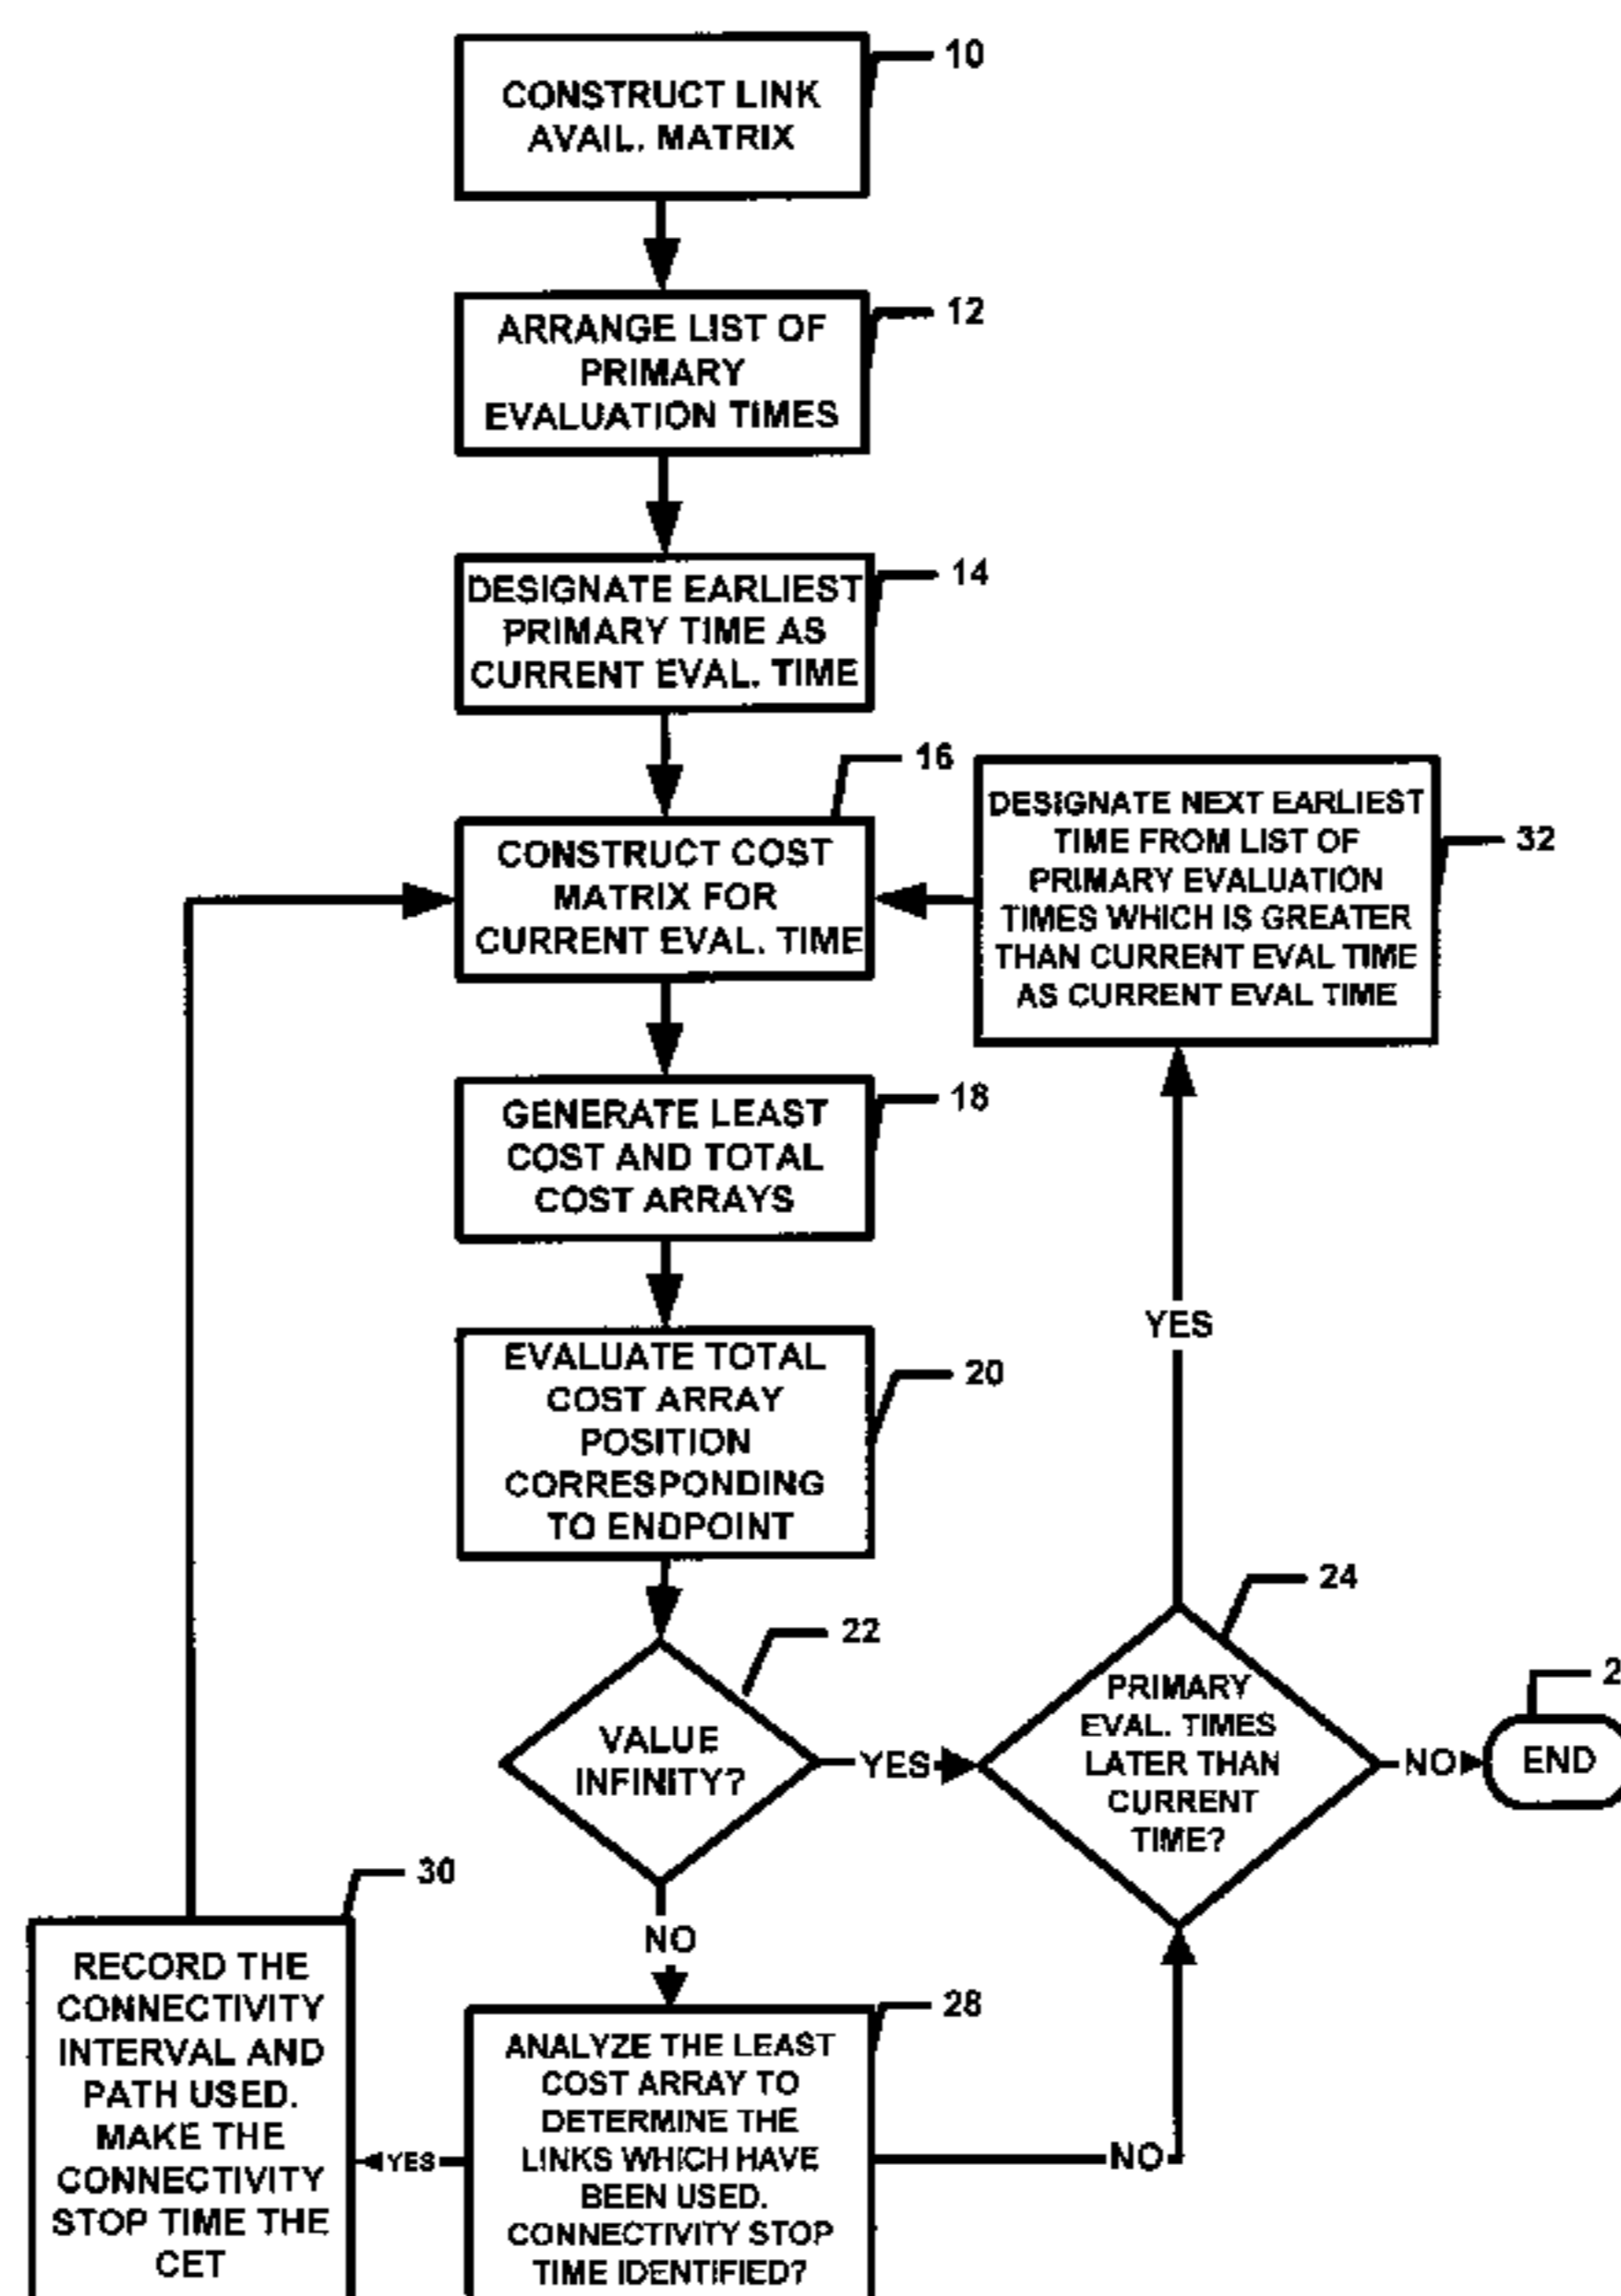 10
CONSTRUCT LINK
AVAIL. MATRIX
12
ARRANGE LIST OF
PRIMARY
EVALUATION TIMES
14
DESIGNATE EARLIEST
PRIMARY TIME AS
CURRENT EVAL. TIME
16
CONSTRUCT COST
MATRIX FOR
CURRENT EVAL. TIME
DESIGNATE NEXT EARLIEST
TIME FROM LIST OF
PRIMARY EVALUATION
TIMES WHICH IS GREATER
THAN CURRENT EVAL TIME
AS CURRENT EVAL TIME
32
18
GENERATE LEAST
COST AND TOTAL
COST ARRAYS
YES
EVALUATE TOTAL
COST ARRAY
POSITION
CORRESPONDING
TO ENDPOINT
20
22
VALUE
INFINITY?
YES
24
PRIMARY
EVAL. TIMES
LATER THAN
CURRENT
TIME?
NO
2
END
NO
30
RECORD THE
CONNECTIVITY
INTERVAL AND
PATH USED.
MAKE THE
CONNECTIVITY
STOP TIME THE
CET
YES
28
ANALYZE THE LEAST
COST ARRAY TO
DETERMINE THE
LINKS WHICH HAVE
BEEN USED.
CONNECTIVITY STOP
TIME IDENTIFIED?
NO